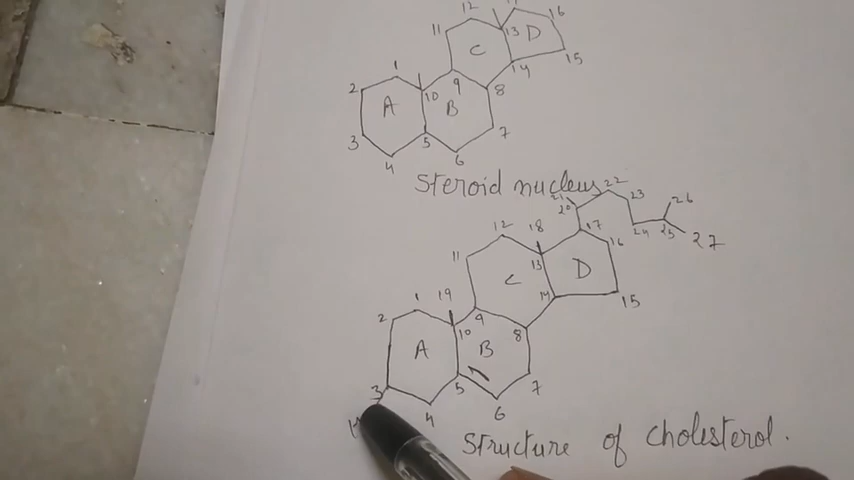 12 16
11 13 D
C 15
14
1
2 9 8
10
A B
3 5 7
6
4
Steroid nucleus
21 22 23 26
20
12 18 17 24 25 27
16
11 13 D
C
14 15
19
1
2 9
10 8
A B
3 5 7
4 6
Structure of cholesterol.